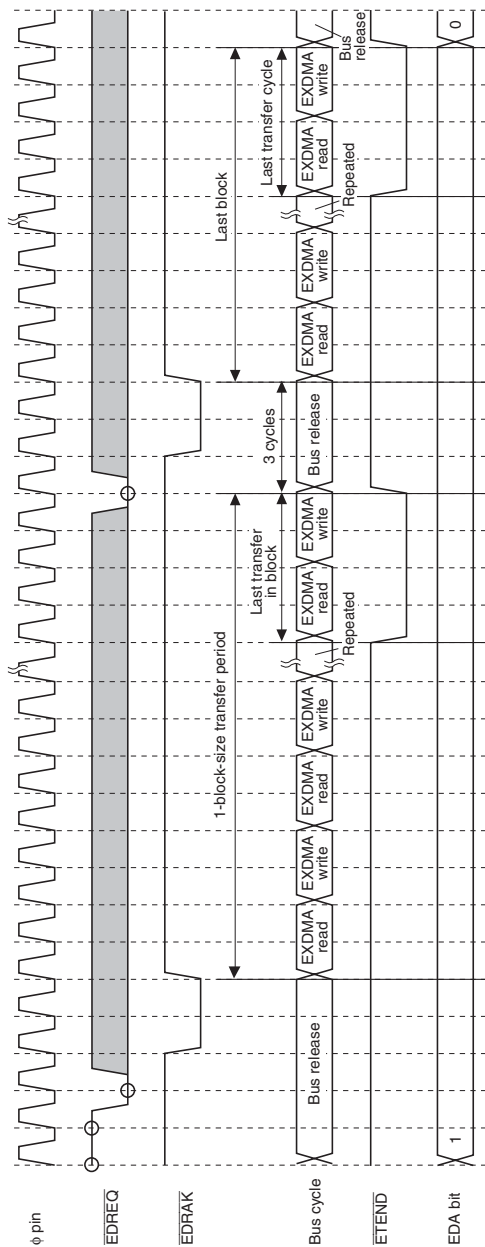 φ pin
EDREQ
EDRAK
1-block-size transfer period
Last block
Last transfer
in block
3 cycles
Last transfer cycle
Bus cycle
Bus release
EXDMA
read
EXDMA
write
EXDMA
read
EXDMA
write
Repeated
EXDMA
read
EXDMA
write
Bus release
EXDMA
read
EXDMA
write
Repeated
EXDMA
read
EXDMA
write
Bus
release
ETEND
EDA bit
1
0